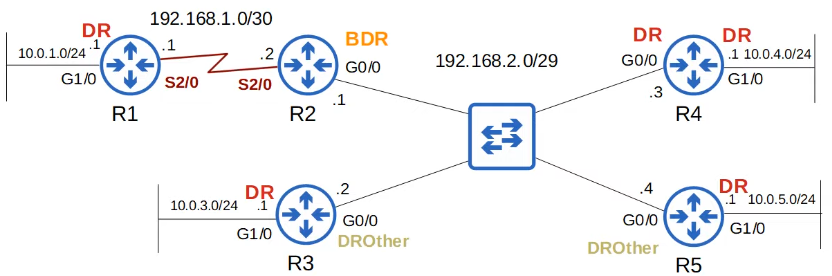 192.168.1.0/30
DR
10.0.1.0/24 .1
G1/0
R1
.1
S2/0
.2
S2/0
R2
BDR
G0/0
.1
192.168.2.0/29
DR
G0/0
.3
R4
DR
.1 10.0.4.0/24
G1/0
DR
10.0.3.0/24 .1
G1/0
R3
.2
G0/0
DROther
.4
G0/0
DROther
R5
DR
.1 10.0.5.0/24
G1/0